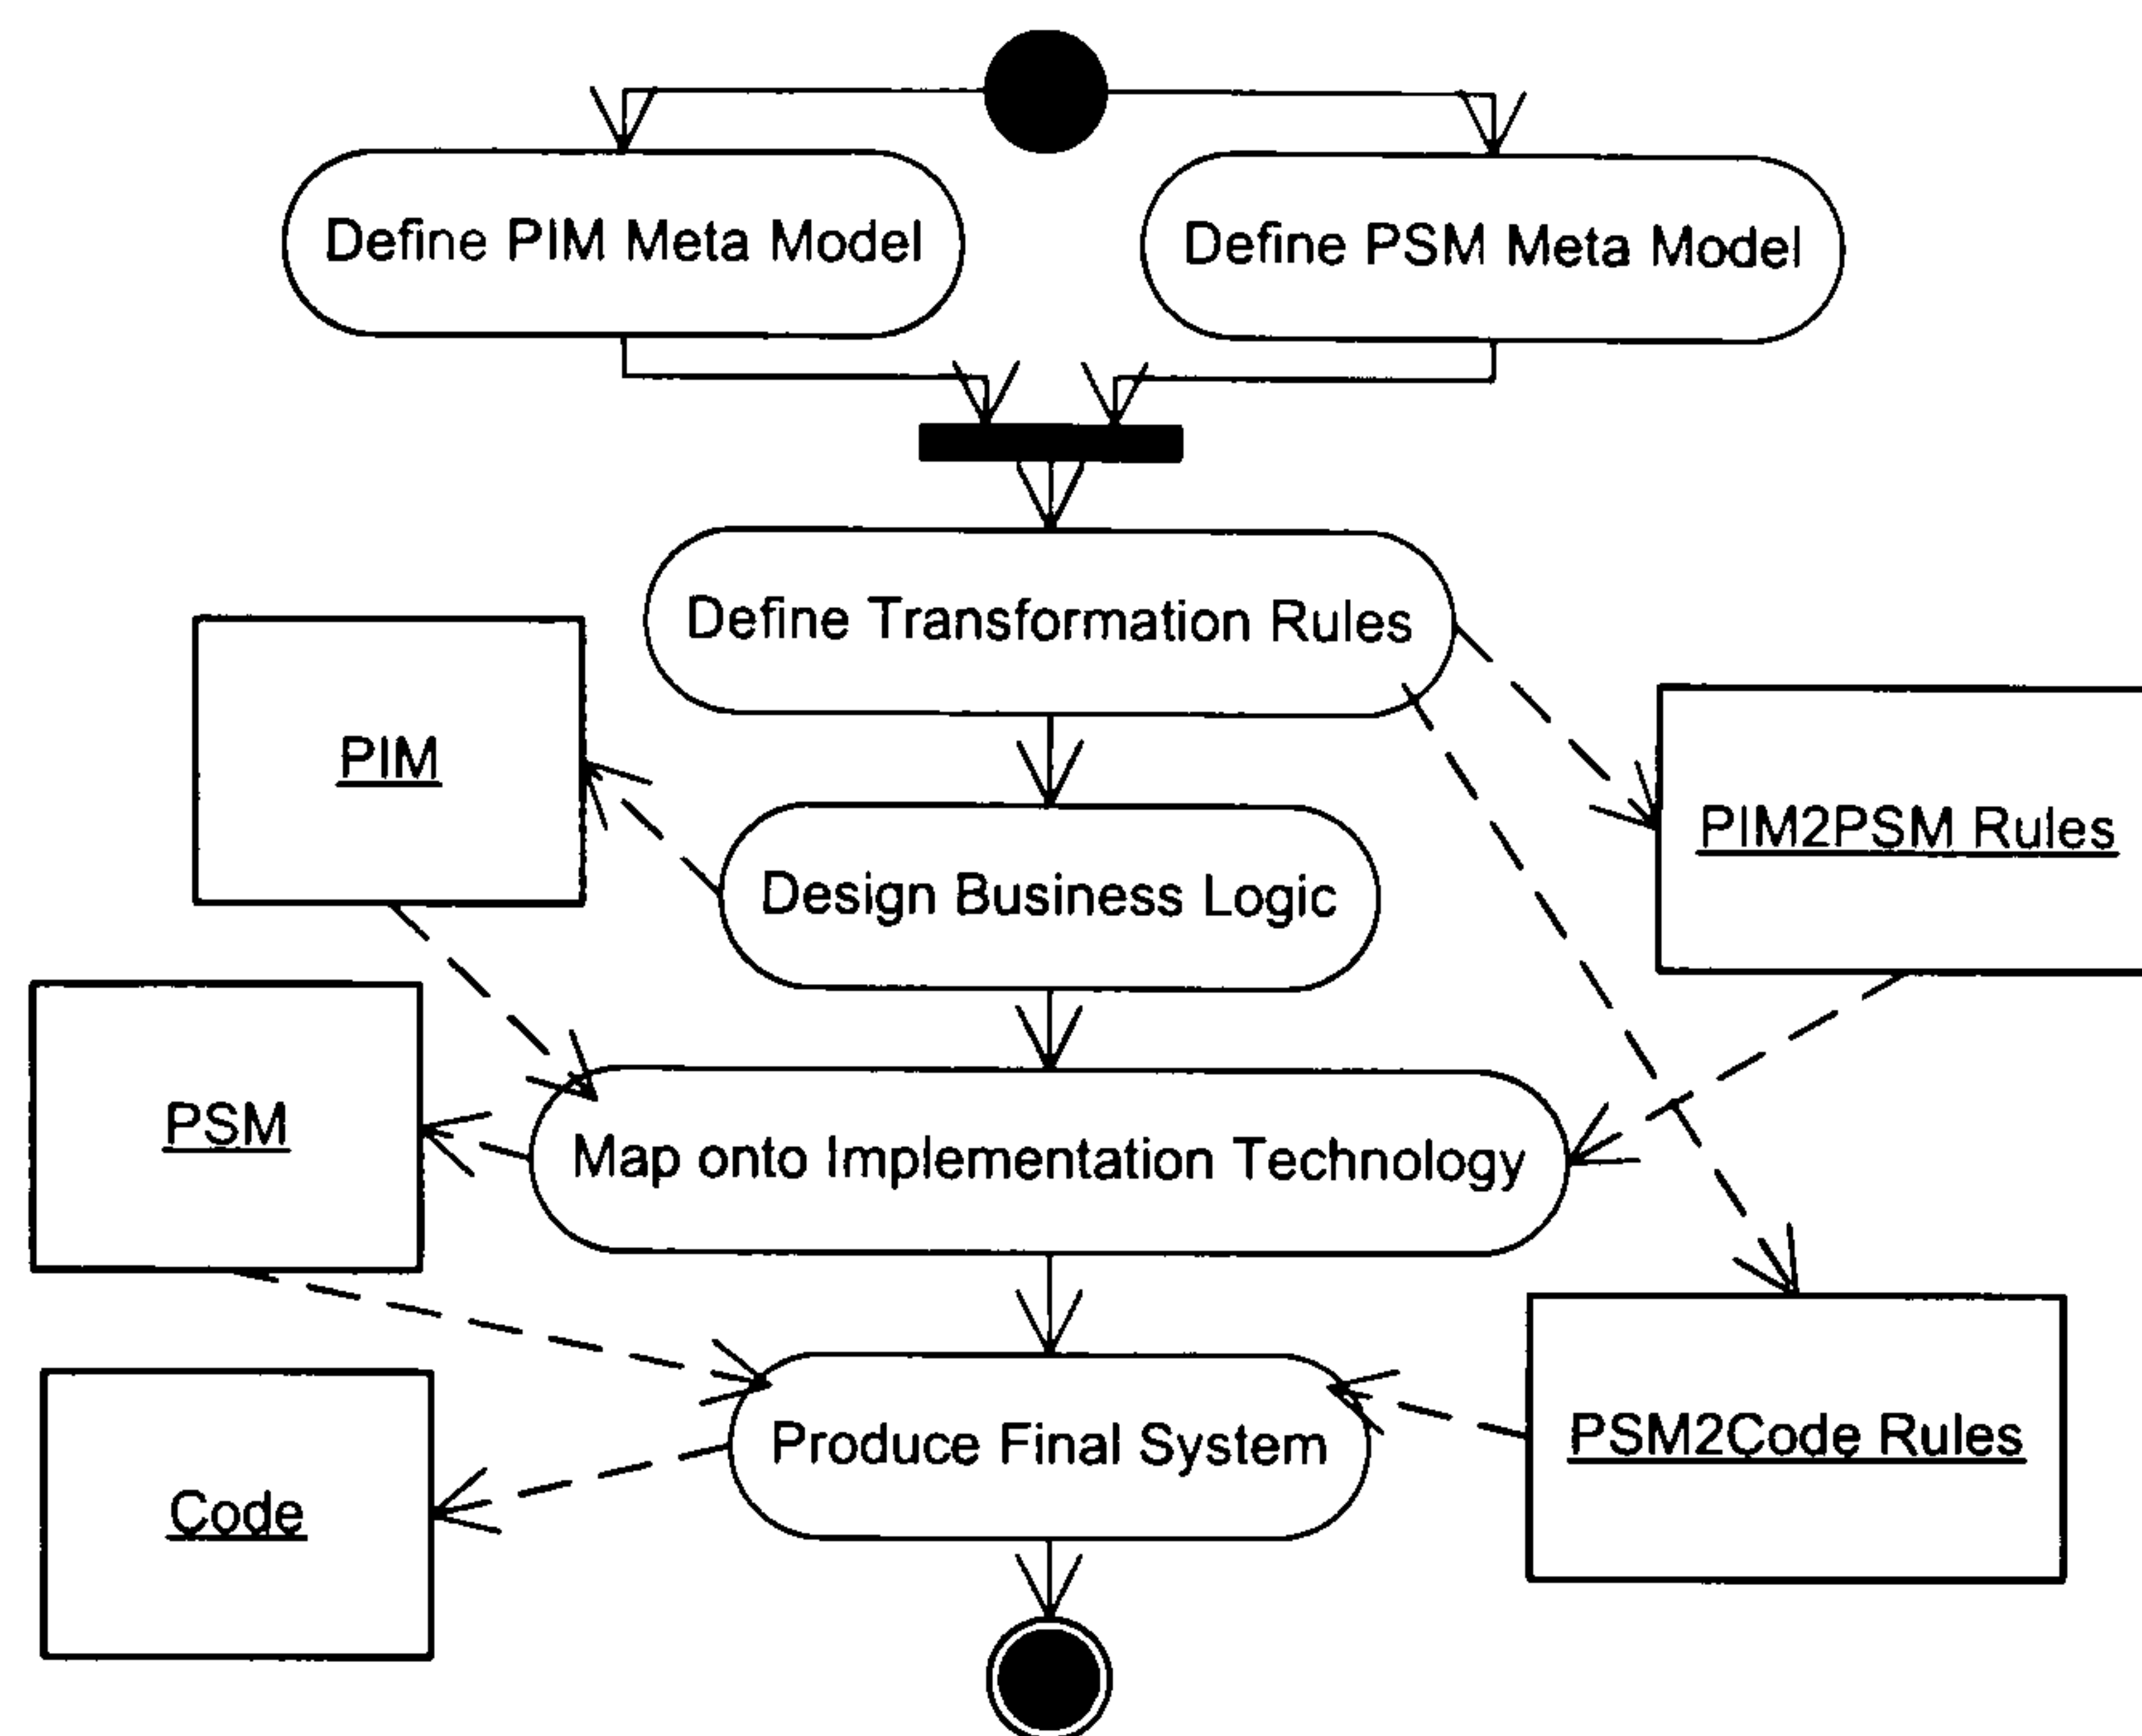 Define PIM Meta Model
Define PSM Meta Model
Define Transformation Rules
PIM
PIM2PSM Rules
Design Business Logic
PSM
Map onto Implementation Technology
Produce Final System
PSM2Code Rules
Code